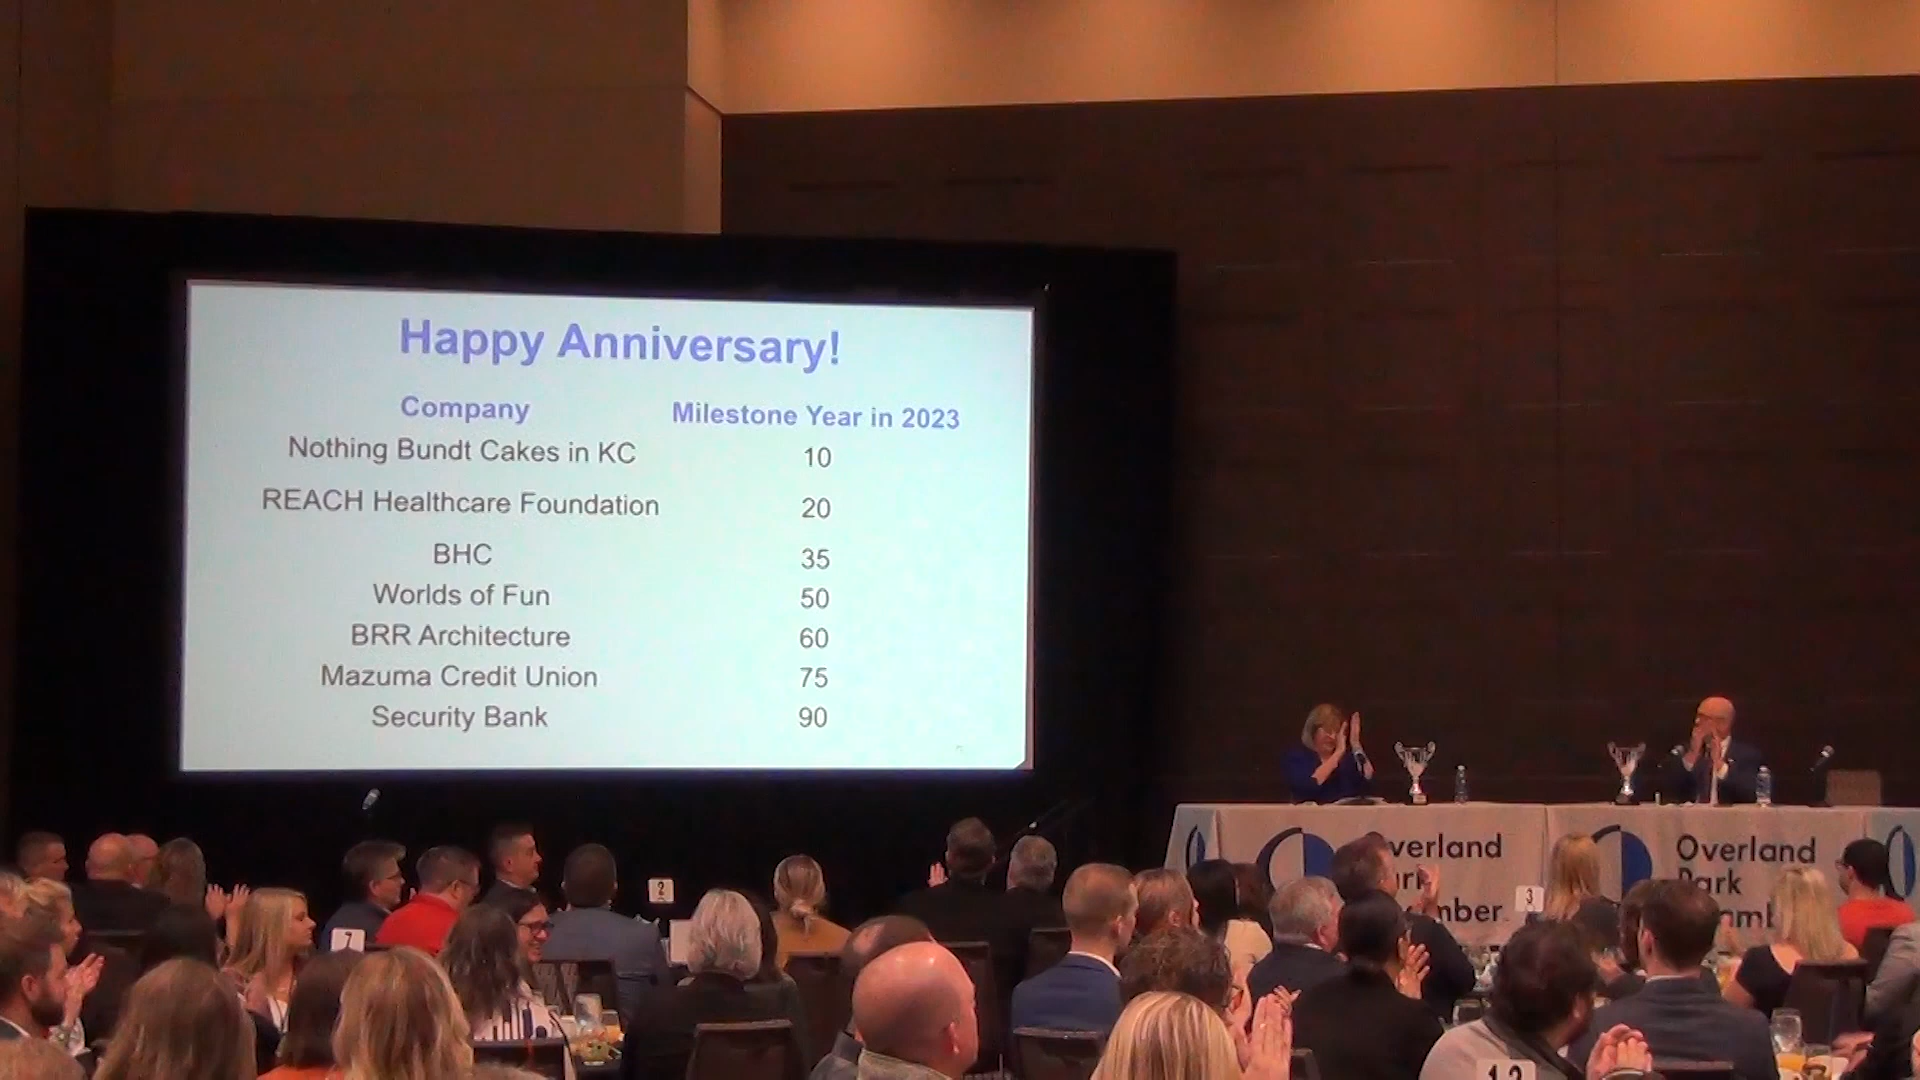 Happy Anniversary!
Company Milestone Year in 2023
Nothing Bundt Cakes in KC 10
REACH Healthcare Foundation 20
BHC 35
Worlds of Fun 50
BRR Architecture 60
Mazuma Credit Union 75
Security Bank 90
verland
Overland
Park
2
3
7